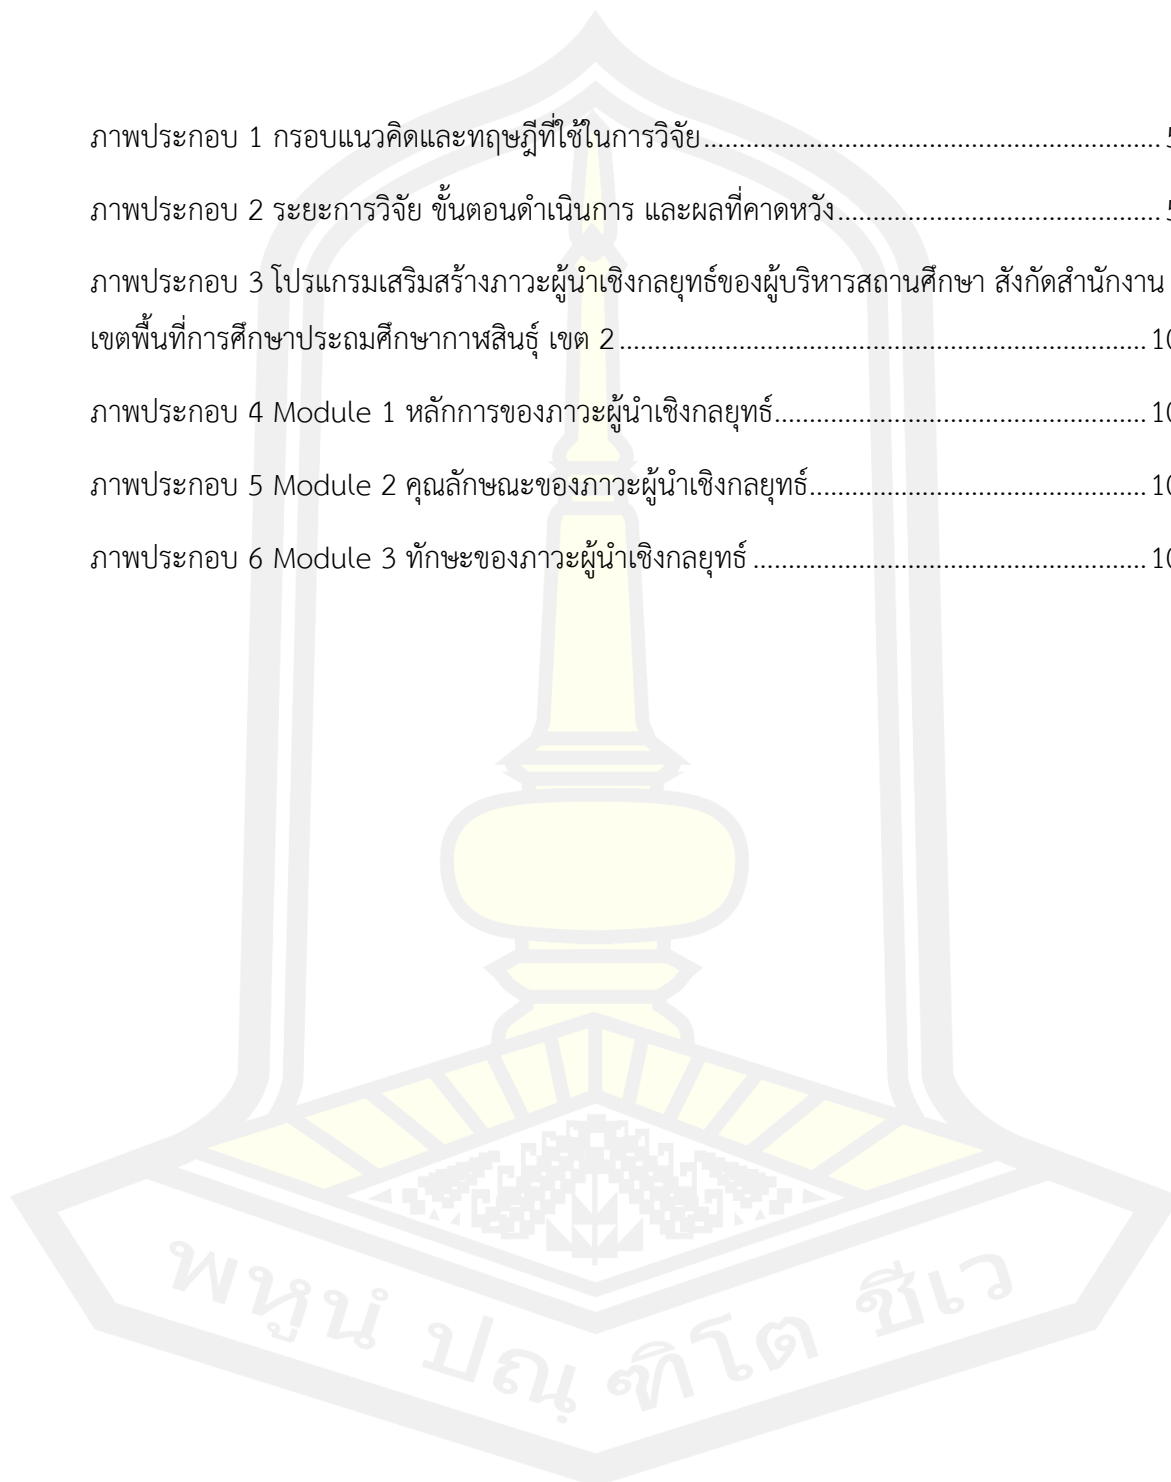 ภาพประกอบ 1 กรอบแนวคิดและทฤษฎีที่ใช้ในการวิจัย
ภาพประกอบ 2 ระยะการวิจัย ขั้นตอนดำเนินการ และผลที่คาดหวัง
ภาพประกอบ 3 โปรแกรมเสริมสร้างภาวะผู้นำเชิงกลยุทธ์ของผู้บริหารสถานศึกษา สังกัดสำนักงาน
เขตพื้นที่การศึกษาประถมศึกษากาฬสินธุ์ เขต 2
ภาพประกอบ 4 Module 1 หลักการของภาวะผู้นำเชิงกลยุทธ์
ภาพประกอบ 5 Module 2 คุณลักษณะของภาวะผู้นำเชิงกลยุทธ์
ภาพประกอบ 6 Module 3 ทักษะของภาวะผู้นำเชิงกลยุทธ์
พหูนํ ปณฺฑิโต ชีเว